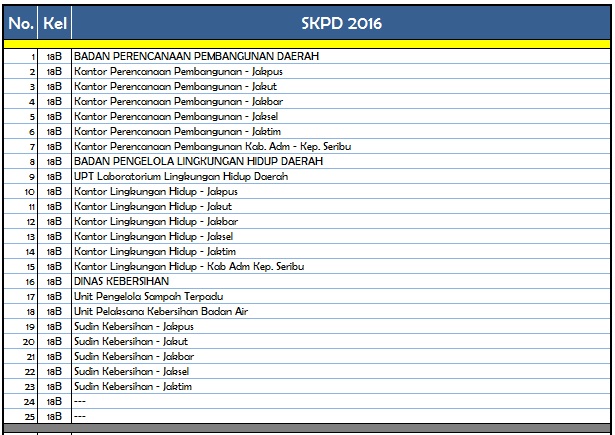 No. Kel SKPD 2016
1 18B BADAN PERENCANAAN PEMBANGUNAN DAERAH
2 18B Kantor Perencanaan Pembangunan - Jakpus
3 18B Kantor Perencanaan Pembangunan - Jakut
4 18B Kantor Perencanaan Pembangunan - Jakbar
5 18B Kantor Perencanaan Pembangunan - Jaksel
6 18B Kantor Perencanaan Pembangunan - Jaktim
7 18B Kantor Perencanaan Pembangunan Kab. Adm - Kep. Seribu
8 18B BADAN PENGELOLA LINGKUNGAN HIDUP DAERAH
9 18B UPT Laboratorium Lingkungan Hidup Daerah
10 18B Kantor Lingkungan Hidup - Jakpus
11 18B Kantor Lingkungan Hidup - Jakut
12 18B Kantor Lingkungan Hidup - Jakbar
13 18B Kantor Lingkungan Hidup - Jaksel
14 18B Kantor Lingkungan Hidup - Jaktim
15 18B Kantor Lingkungan Hidup - Kab Adm Kep. Seribu
16 18B DINAS KEBERSIHAN
17 18B Unit Pengelola Sampah Terpadu
18 18B Unit Pelaksana Kebersihan Badan Air
19 18B Sudin Kebersihan - Jakpus
20 18B Sudin Kebersihan - Jakut
21 18B Sudin Kebersihan - Jakbar
22 18B Sudin Kebersihan - Jaksel
23 18B Sudin Kebersihan - Jaktim
24 18B ---
25 18B ---